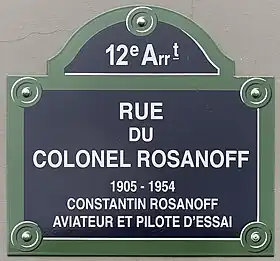 12e Arrt
RUE
DU
COLONEL ROSANOFF
1905 - 1954
CONSTANTIN ROSANOFF
AVIATEUR ET PILOTE D'ESSAI